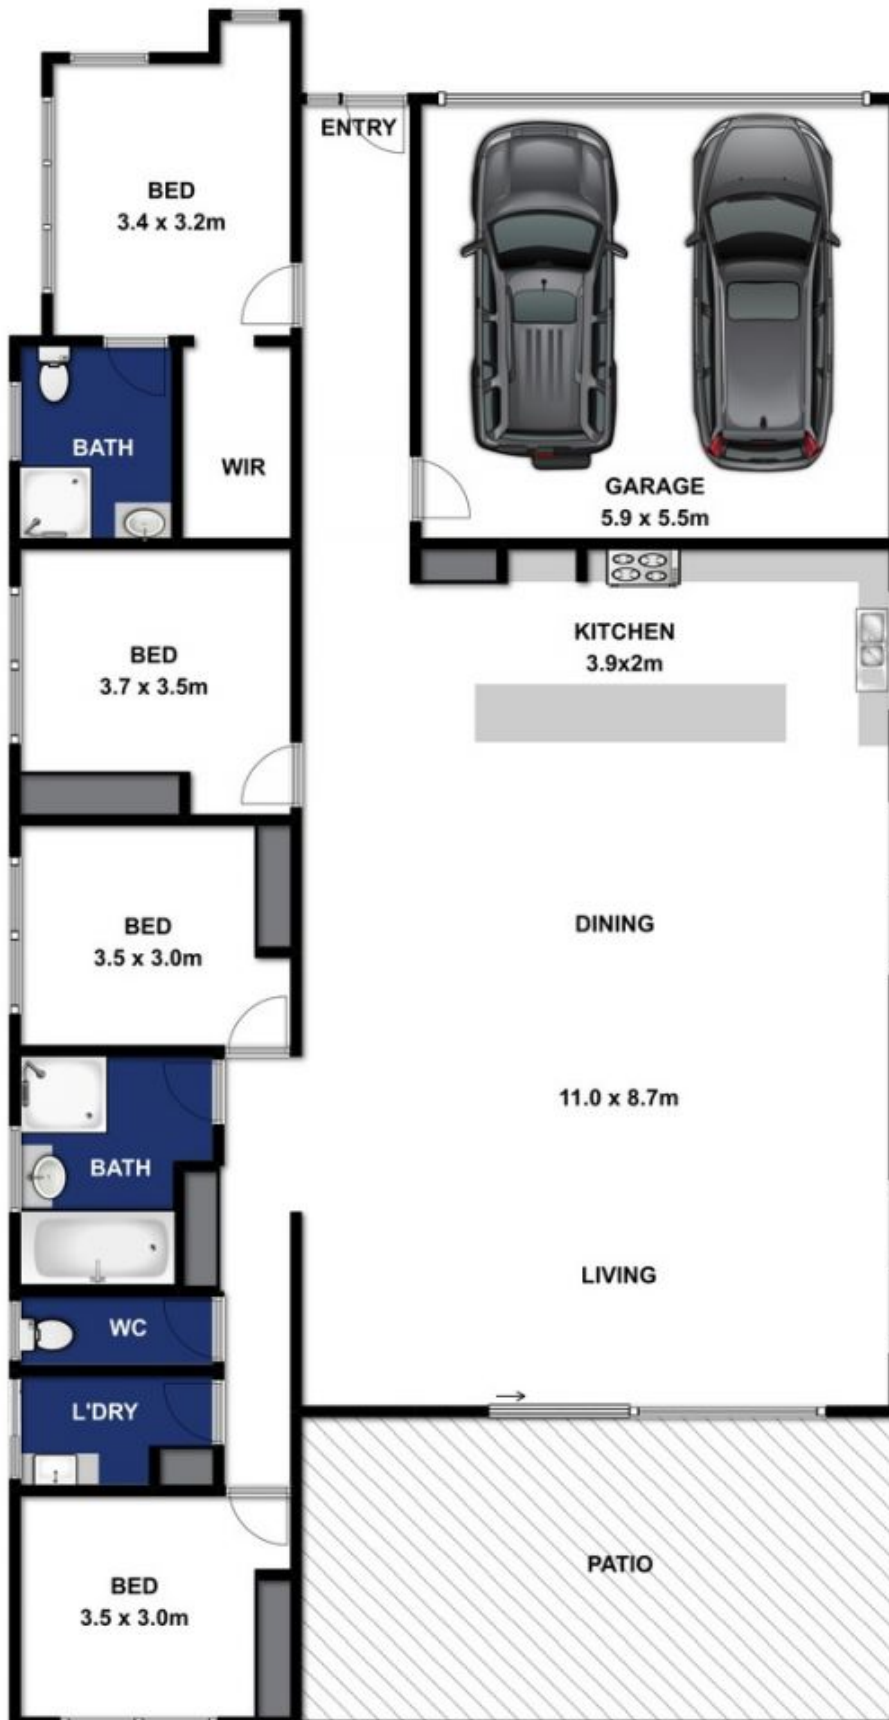 ENTRY
BED
3.4 x 3.2m
BATH
WIR
GARAGE
5.9 x 5.5m
KITCHEN
3.9x2m
BED
3.7 x 3.5m
BED
3.5 x 3.0m
DINING
11.0 x 8.7m
BATH
LIVING
WC
L'DRY
BED
3.5 x 3.0m
PATIO